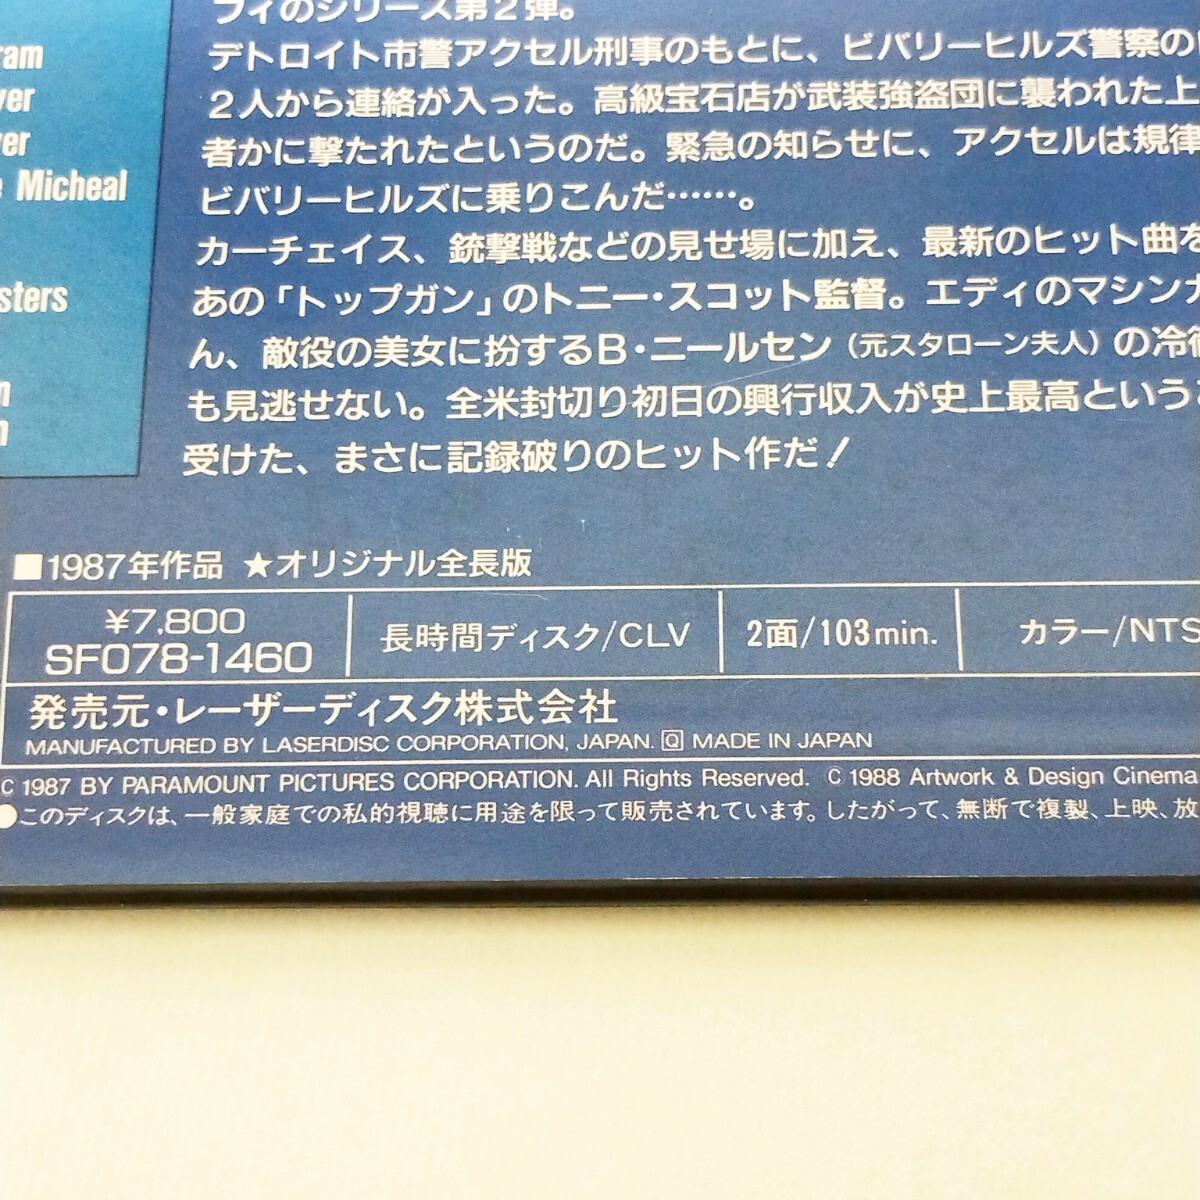 フィのシリーズ第2弾。
デトロイト市警アクセル刑事のもとに、ビバリーヒルズ警察の
2人から連絡が入った。高級宝石店が武装強盗団に襲われた上
者かに撃たれたというのだ。緊急の知らせに、アクセルは規律
ビバリーヒルズに乗りこんだ……。
カーチェイス、銃撃戦などの見せ場に加え、最新のヒット曲を
あの「トップガン」のトニー・スコット監督。エディのマシンガ
ん、敵役の美女に扮するB・ニールセン（元スタローン夫人）の冷
も見逃せない。全米封切り初日の興行収入が史上最高という
受けた、まさに記録破りのヒット作だ！
ram
yer
er
Micheal
sters
■1987年作品 ★オリジナル全長版
¥7,800
SF078-1460
長時間ディスク/CLV
2面/103min.
カラー/NTS
発売元・レーザーディスク株式会社
MANUFACTURED BY LASERDISC CORPORATION, JAPAN. Q MADE IN JAPAN
© 1987 BY PARAMOUNT PICTURES CORPORATION. All Rights Reserved. © 1988 Artwork & Design Cinema
●このディスクは、一般家庭での私的視聴に用途を限って販売されています。したがって、無断で複製、上映、放